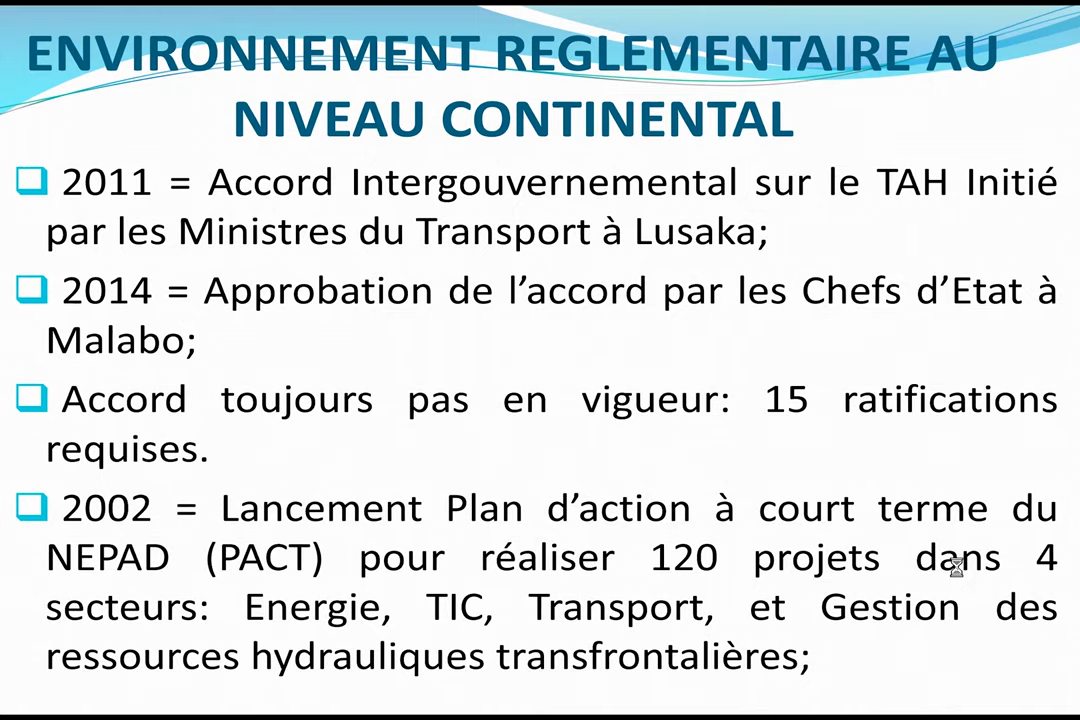 ENVIRONNEMENT REGLEMENTAIRE AU
NIVEAU CONTINENTAL
2011 = Accord Intergouvernemental sur le TAH Initié
par les Ministres du Transport à Lusaka;
2014 = Approbation de l’accord par les Chefs d’Etat à
Malabo;
Accord toujours pas en vigueur: 15 ratifications
requises.
2002 = Lancement Plan d’action à court terme du
NEPAD (PACT) pour réaliser 120 projets dans 4
secteurs: Energie, TIC, Transport, et Gestion des
ressources hydrauliques transfrontalières;